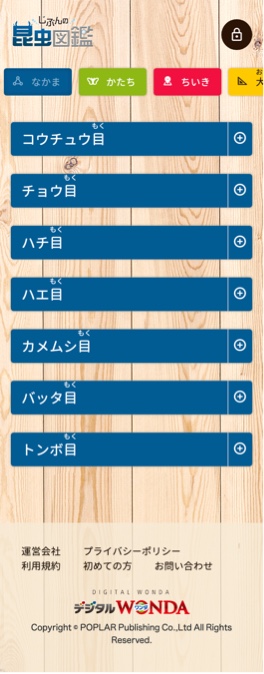 じぶんの
昆虫図鑑
なかま
かたち
ちいき
もく
コウチュウ目
もく
チョウ目
もく
ハチ目
もく
ハエ目
もく
カメムシ目
もく
バッタ目
もく
トンボ目
運営会社 プライバシーポリシー
利用規約 初めての方 お問い合わせ
DIGITAL WONDA
デジタルWONDA
Copyright © POPLAR Publishing Co.,Ltd All Rights
Reserved.